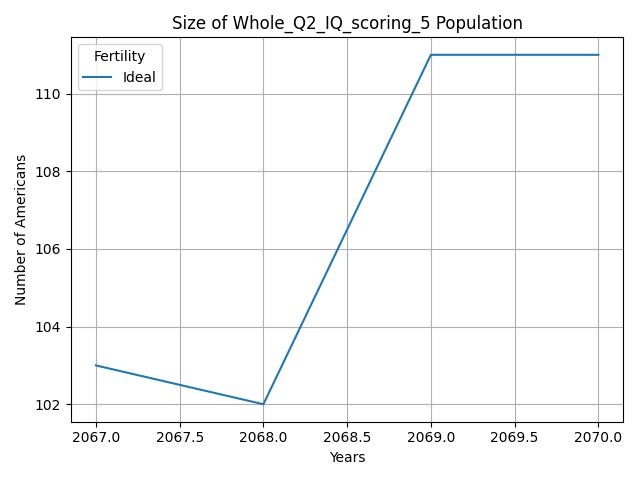 Size of Whole_Q2_IQ_scoring_5 Population
Fertility
Ideal
Number of Americans
110
108
106
104
102
2067.0 2067.5 2068.0 2068.5 2069.0 2069.5 2070.0
Years